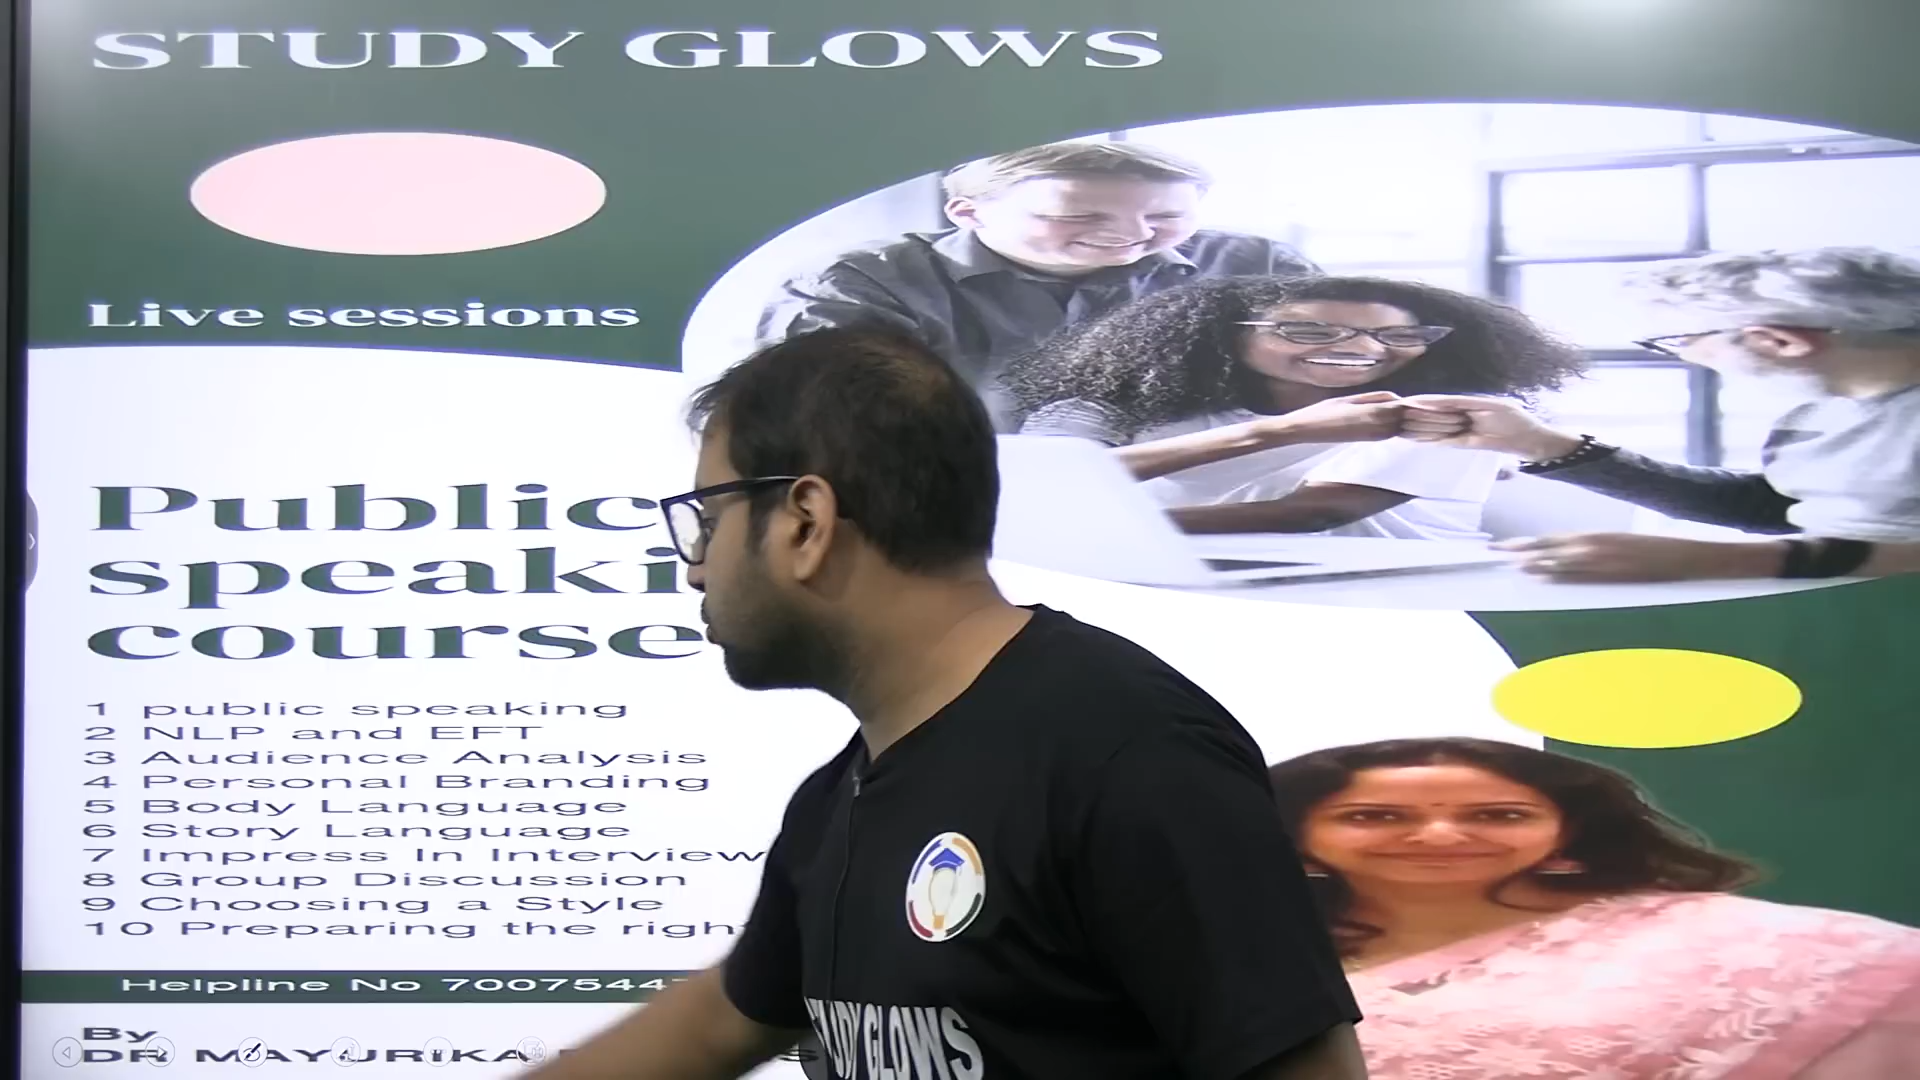 STUDY GLOWS
Live sessions
Public
speaki
course
1 public speaking
2 NLP and EFT
3 Audience Analysis
4 Personal Branding
5 Body Language
6 Story Language
7 Impress In Interview
8 Group Discussion
9 Choosing a Style
10 Preparing the righ
Helpline No 7007544
By
DR MAYURIKA
STUDY GLOWS